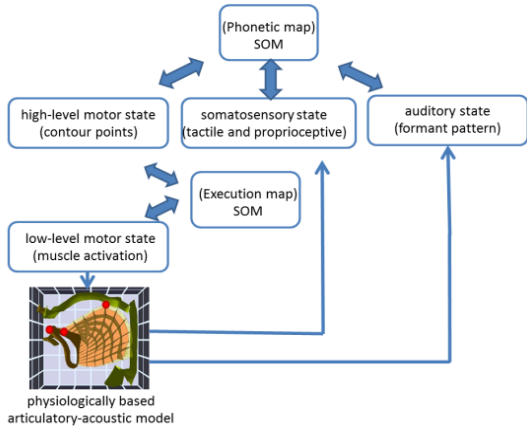 (Phonetic map)
SOM
high-level motor state
(contour points)
somatosensory state
(tactile and proprioceptive)
auditory state
(formant pattern)
(Execution map)
SOM
low-level motor state
(muscle activation)
physiologically based
articulatory-acoustic model